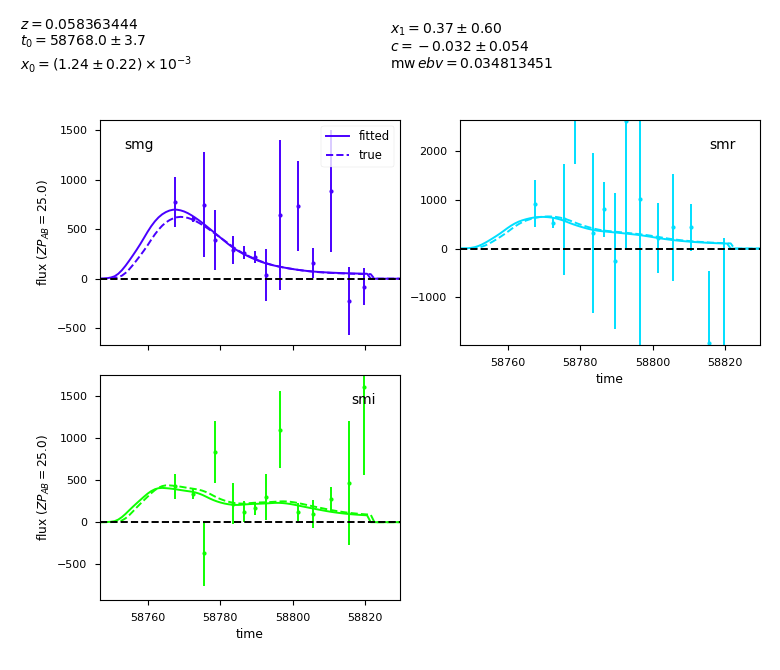 z = 0.058363444
t₀ = 58768.0 ± 3.7
x₀ = (1.24 ± 0.22) × 10⁻³
x₁ = 0.37 ± 0.60
c = −0.032 ± 0.054
mw ebv = 0.034813451
smg
fitted
true
1500
1000
500
0
−500
flux (ZP_AB = 25.0)
smr
2000
1000
0
−1000
58760 58780 58800 58820
time
smi
1500
1000
500
0
−500
flux (ZP_AB = 25.0)
58760 58780 58800 58820
time